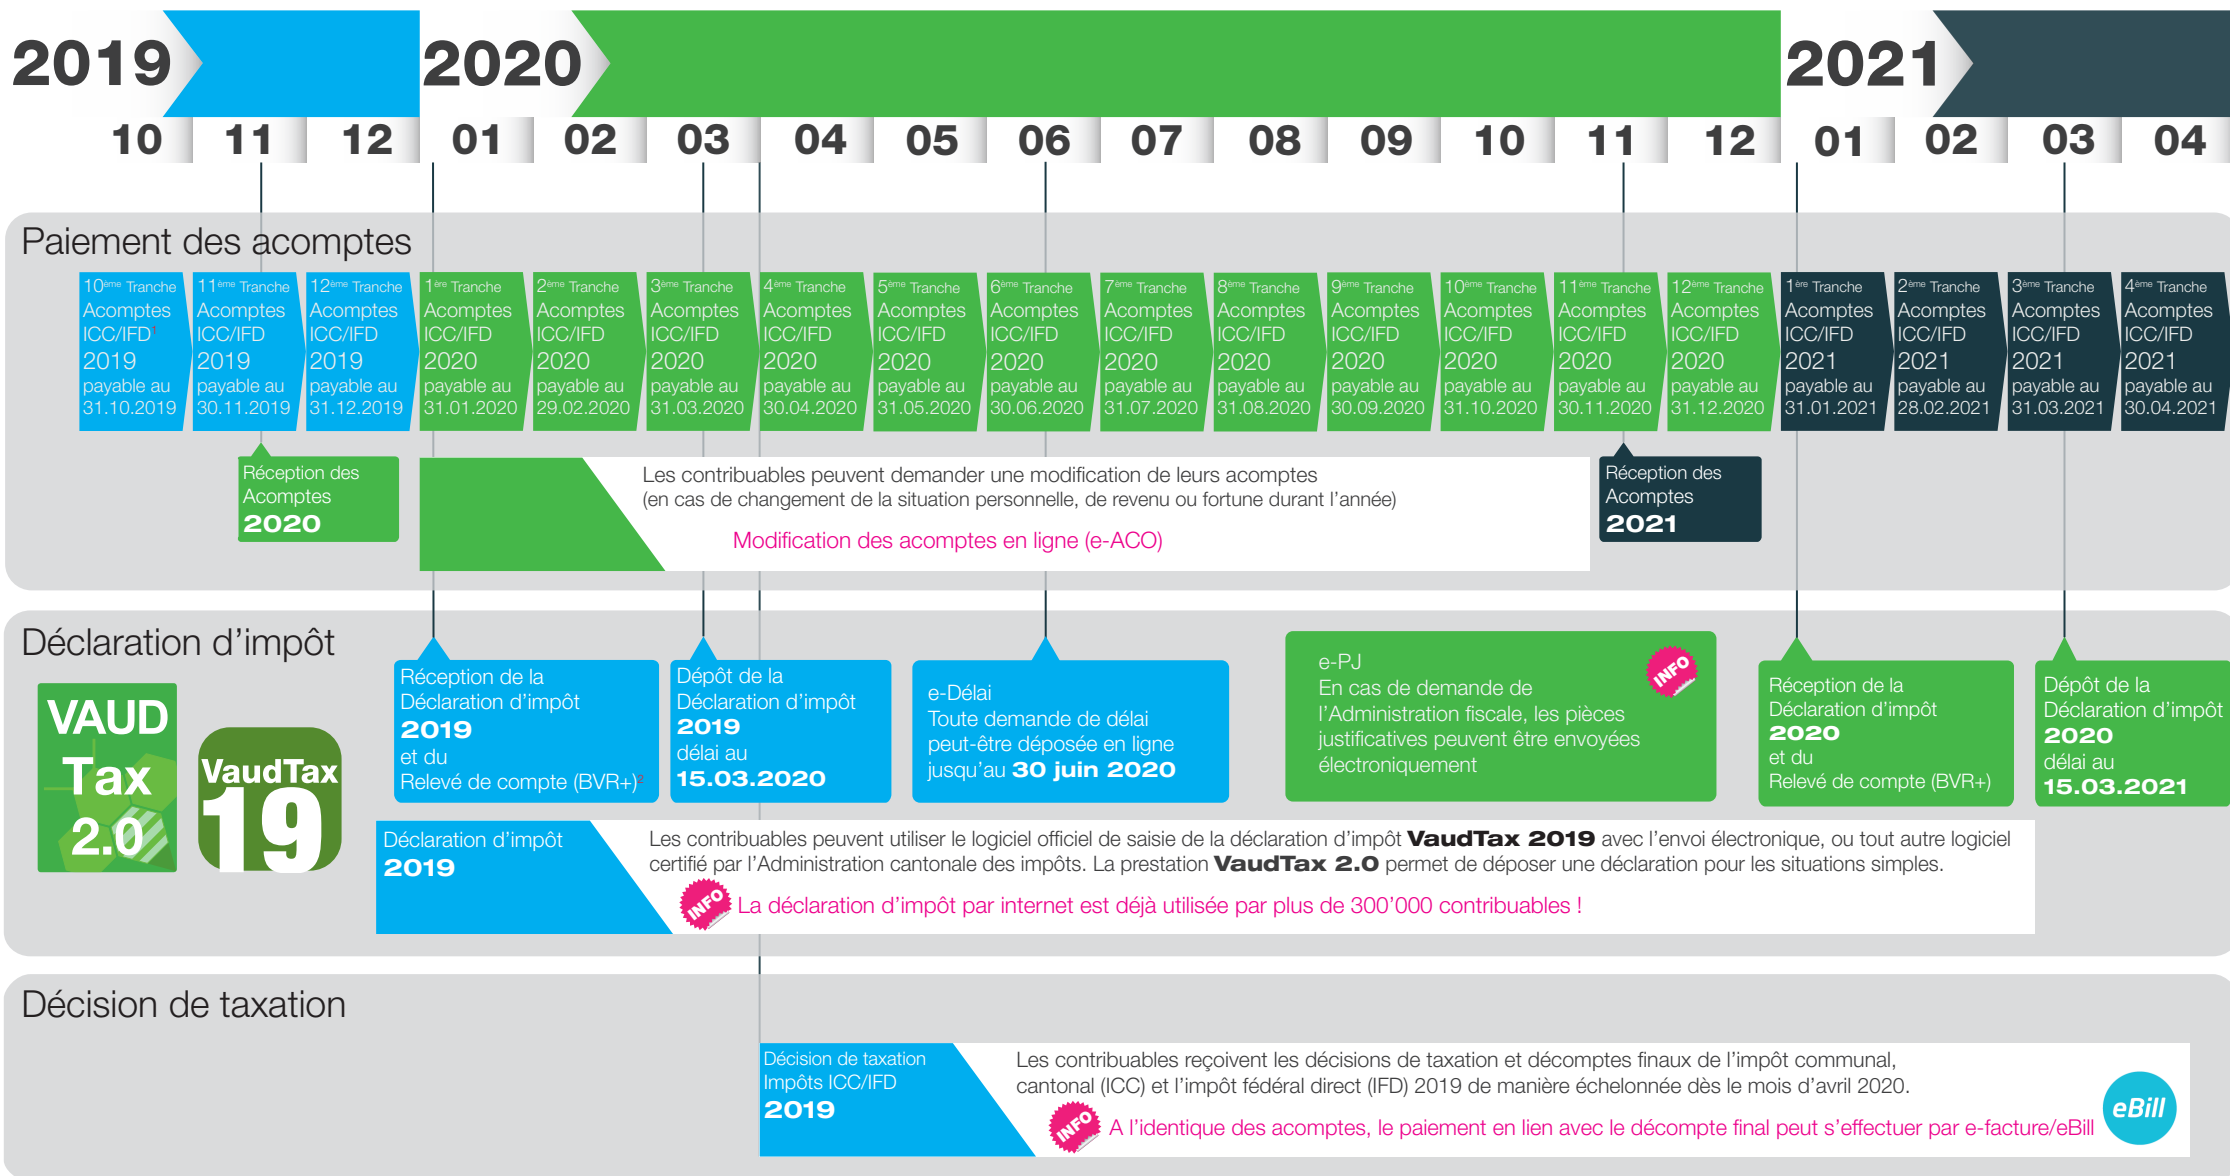 2019
2020
2021
10 11 12 01 02 03 04 05 06 07 08 09 10 11 12 01 02 03 04
Paiement des acomptes
10ème Tranche
Acomptes
ICC/IFD¹
2019
payable au
31.10.2019
11ème Tranche
Acomptes
ICC/IFD
2019
payable au
30.11.2019
12ème Tranche
Acomptes
ICC/IFD
2019
payable au
31.12.2019
1ère Tranche
Acomptes
ICC/IFD
2020
payable au
31.01.2020
2ème Tranche
Acomptes
ICC/IFD
2020
payable au
29.02.2020
3ème Tranche
Acomptes
ICC/IFD
2020
payable au
31.03.2020
4ème Tranche
Acomptes
ICC/IFD
2020
payable au
30.04.2020
5ème Tranche
Acomptes
ICC/IFD
2020
payable au
31.05.2020
6ème Tranche
Acomptes
ICC/IFD
2020
payable au
30.06.2020
7ème Tranche
Acomptes
ICC/IFD
2020
payable au
31.07.2020
8ème Tranche
Acomptes
ICC/IFD
2020
payable au
31.08.2020
9ème Tranche
Acomptes
ICC/IFD
2020
payable au
30.09.2020
10ème Tranche
Acomptes
ICC/IFD
2020
payable au
31.10.2020
11ème Tranche
Acomptes
ICC/IFD
2020
payable au
30.11.2020
12ème Tranche
Acomptes
ICC/IFD
2020
payable au
31.12.2020
1ère Tranche
Acomptes
ICC/IFD
2021
payable au
31.01.2021
2ème Tranche
Acomptes
ICC/IFD
2021
payable au
28.02.2021
3ème Tranche
Acomptes
ICC/IFD
2021
payable au
31.03.2021
4ème Tranche
Acomptes
ICC/IFD
2021
payable au
30.04.2021
Réception des
Acomptes
2020
Les contribuables peuvent demander une modification de leurs acomptes
(en cas de changement de la situation personnelle, de revenu ou fortune durant l'année)
Modification des acomptes en ligne (e-ACO)
Réception des
Acomptes
2021
Déclaration d'impôt
VAUD
Tax
2.0
VaudTax
19
Réception de la
Déclaration d'impôt
2019
et du
Relevé de compte (BVR+)²
Dépôt de la
Déclaration d'impôt
2019
délai au
15.03.2020
e-Délai
Toute demande de délai
peut-être déposée en ligne
jusqu'au 30 juin 2020
e-PJ
En cas de demande de
l'Administration fiscale, les pièces
justificatives peuvent être envoyées
électroniquement
INFO
Réception de la
Déclaration d'impôt
2020
et du
Relevé de compte (BVR+)
Dépôt de la
Déclaration d'impôt
2020
délai au
15.03.2021
Déclaration d'impôt
2019
Les contribuables peuvent utiliser le logiciel officiel de saisie de la déclaration d'impôt VaudTax 2019 avec l'envoi électronique, ou tout autre logiciel
certifié par l'Administration cantonale des impôts. La prestation VaudTax 2.0 permet de déposer une déclaration pour les situations simples.
INFO
La déclaration d'impôt par internet est déjà utilisée par plus de 300'000 contribuables !
Décision de taxation
Décision de taxation
Impôts ICC/IFD
2019
Les contribuables reçoivent les décisions de taxation et décomptes finaux de l'impôt communal,
cantonal (ICC) et l'impôt fédéral direct (IFD) 2019 de manière échelonnée dès le mois d'avril 2020.
INFO
A l'identique des acomptes, le paiement en lien avec le décompte final peut s'effectuer par e-facture/eBill
eBill